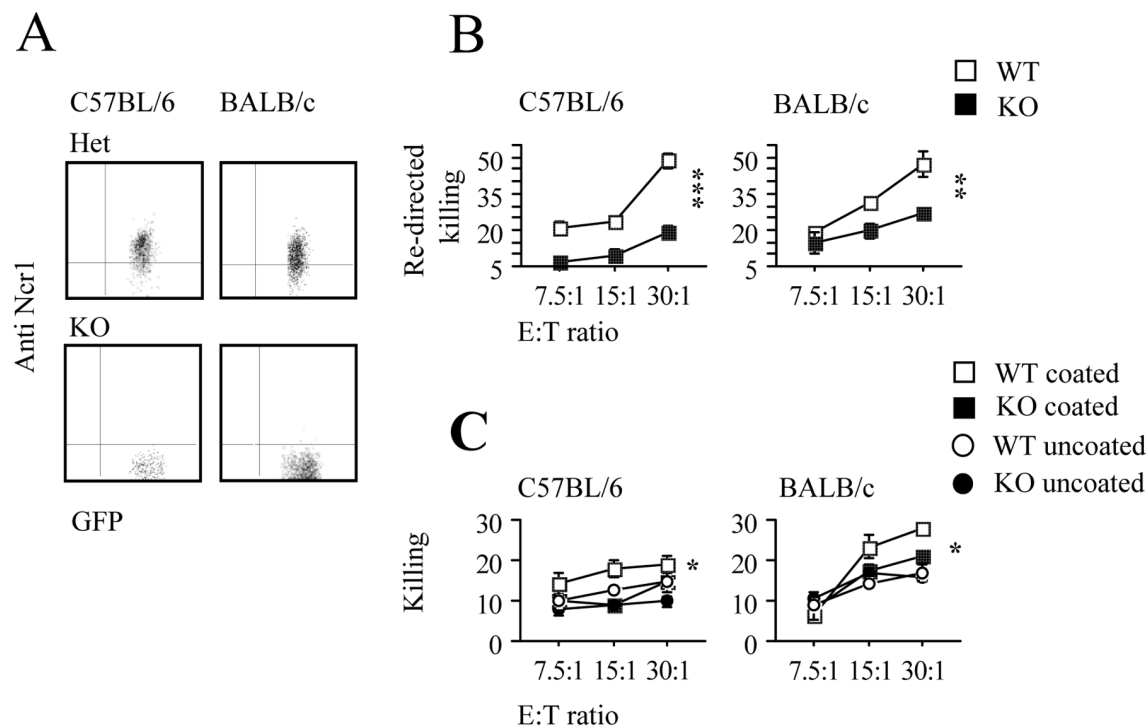 A
C57BL/6 BALB/c
Het
KO
Anti Ncr1
GFP
B
WT
KO
C57BL/6 BALB/c
Re-directed
killing
50
35
20
5
7.5:1 15:1 30:1
***
50
35
20
5
7.5:1 15:1 30:1
**
E:T ratio
C
WT coated
KO coated
WT uncoated
KO uncoated
C57BL/6 BALB/c
Killing
30
20
10
0
7.5:1 15:1 30:1
*
30
20
10
0
7.5:1 15:1 30:1
*
E:T ratio